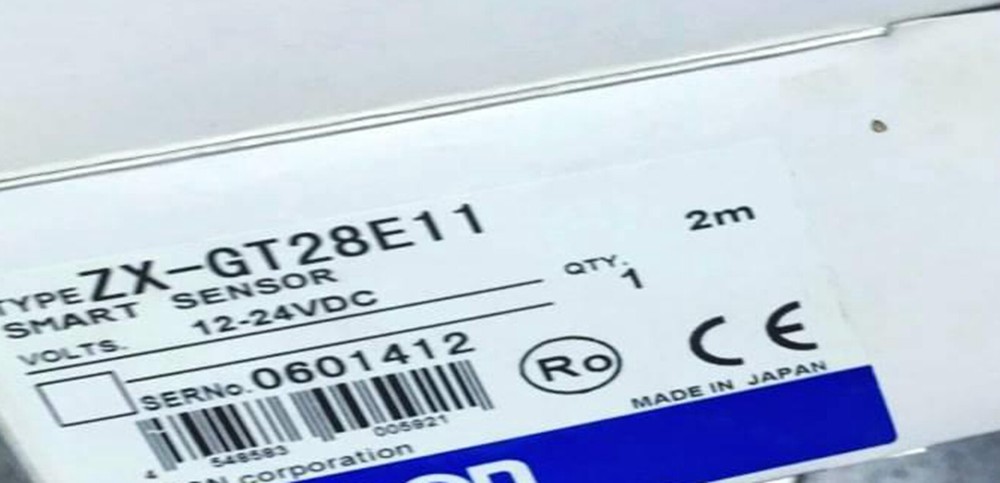 TYPE ZX-GT28E11 2m
SMART SENSOR
VOLTS. 12-24VDC QTY. 1
SERNo. 0601412 Ro CE
4 548583 005921 MADE IN JAPAN
corporation